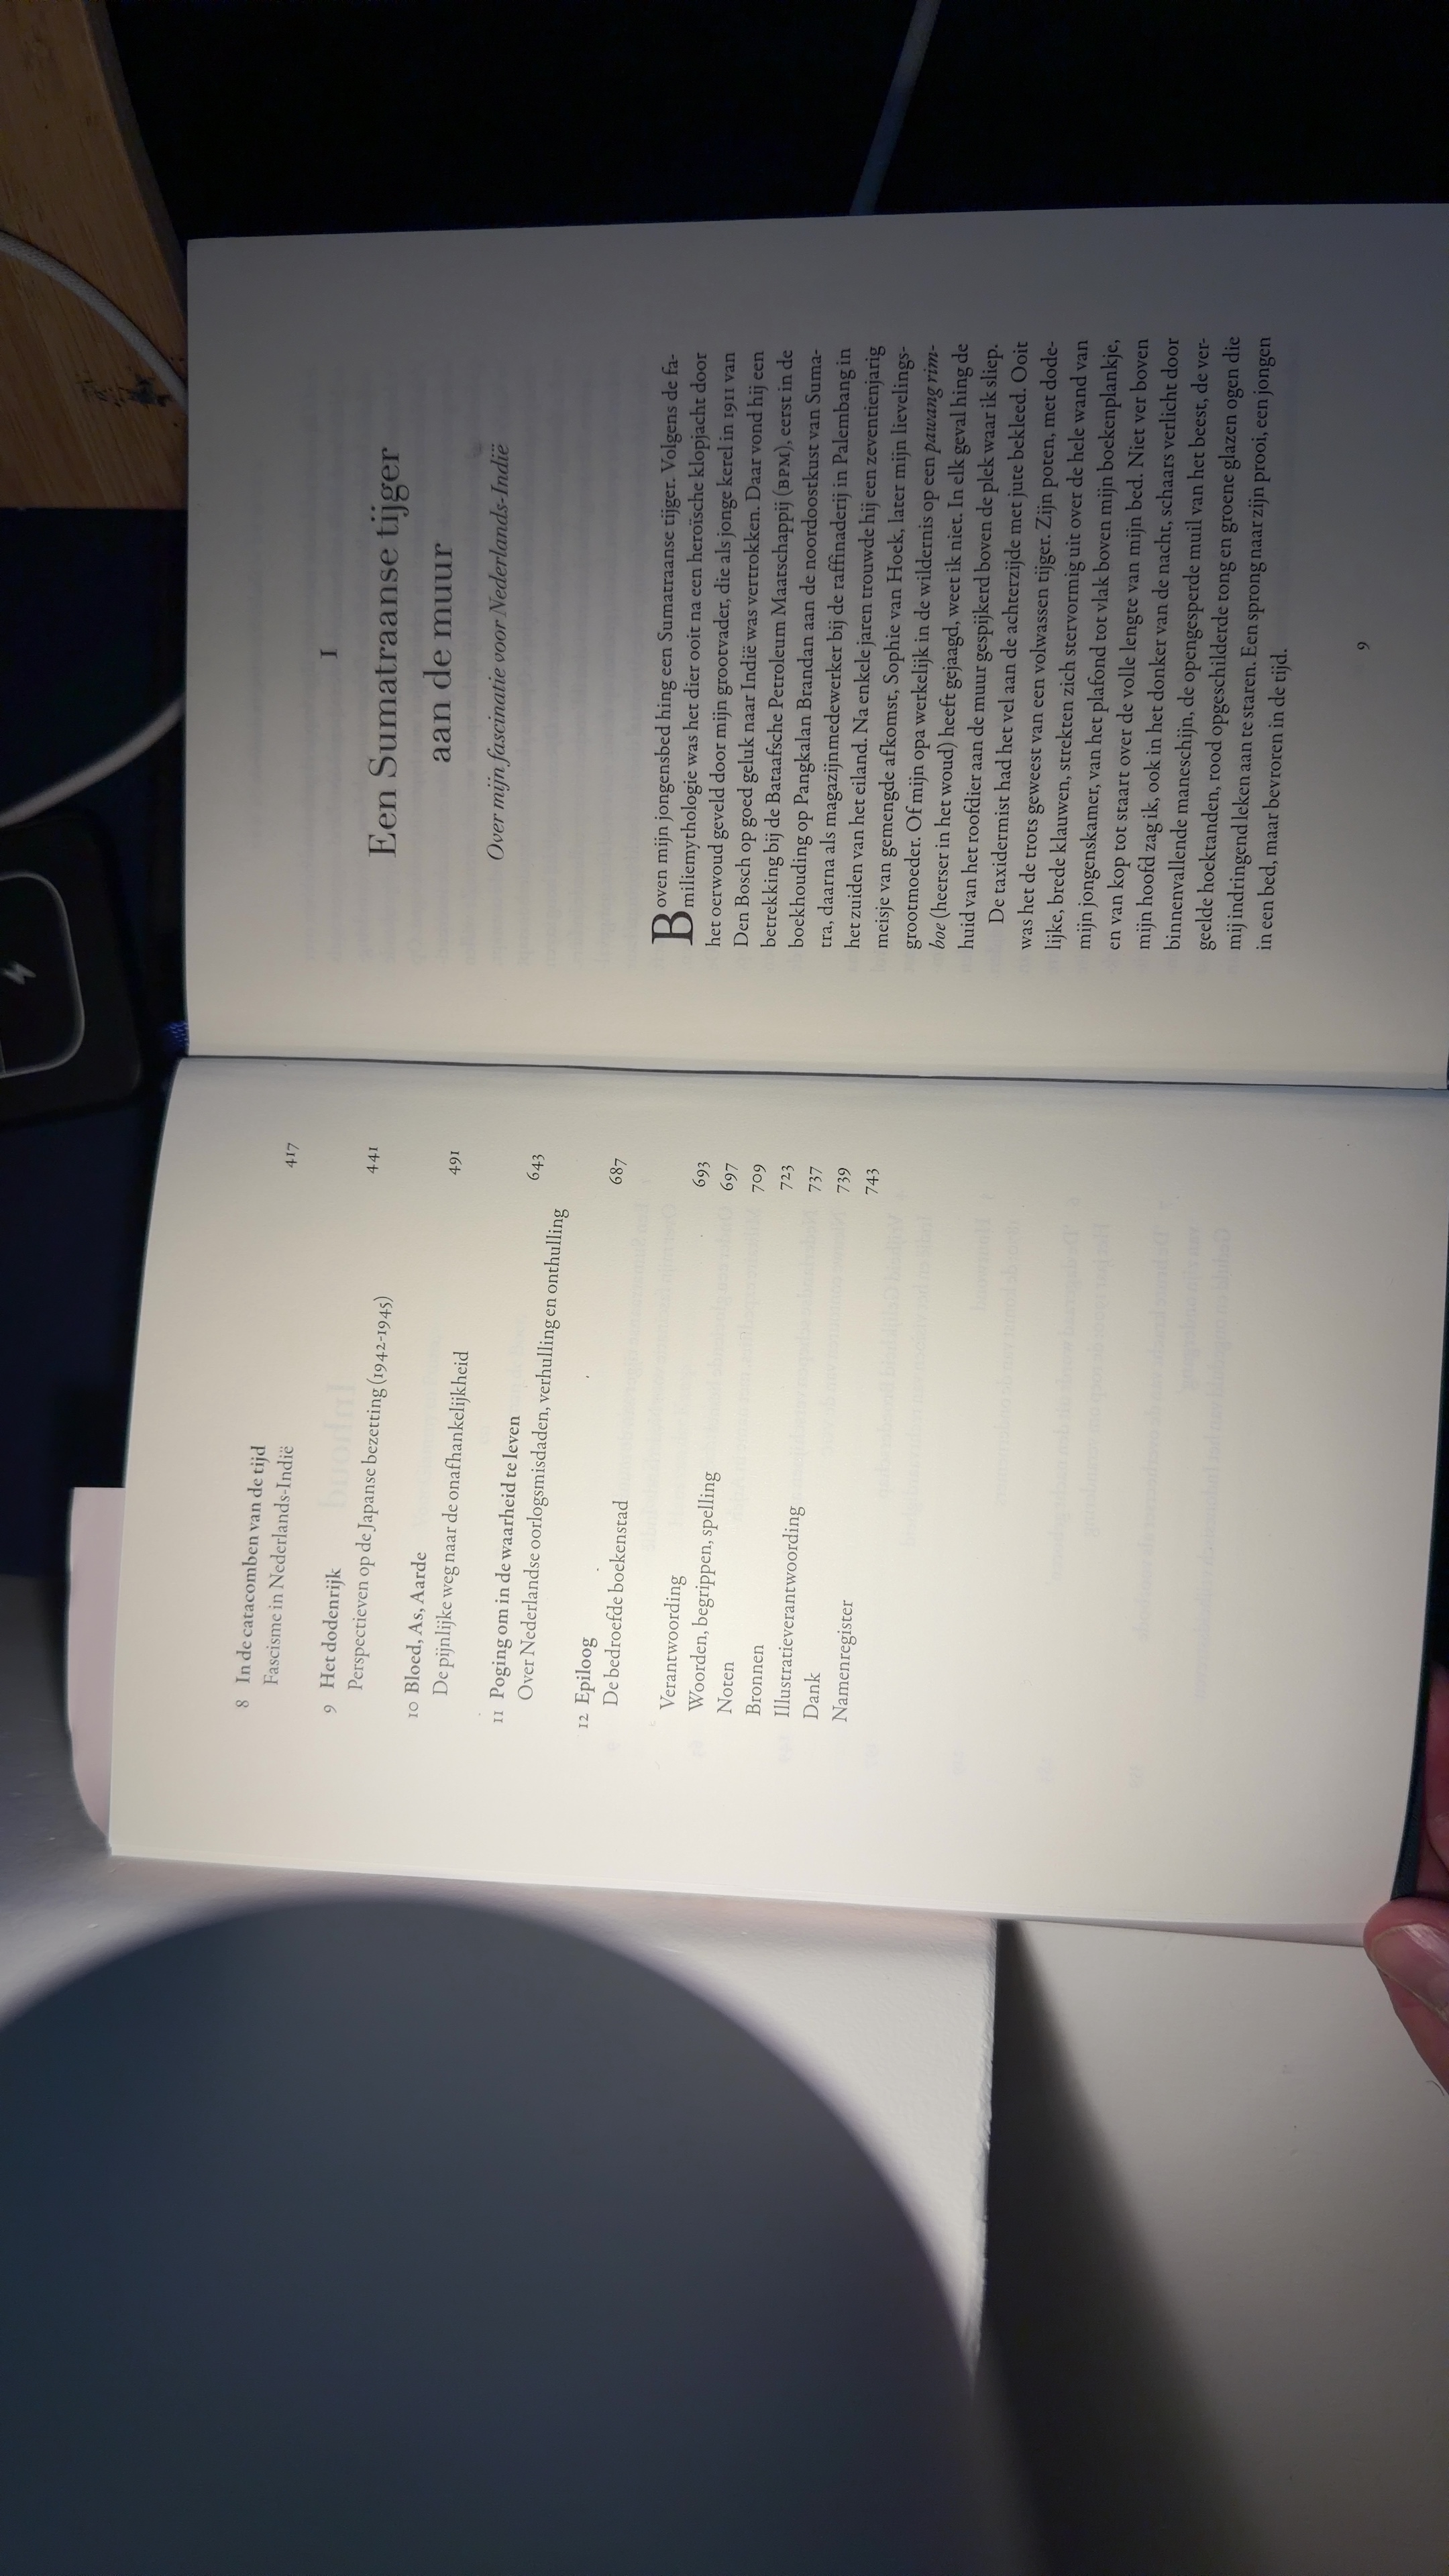 8 In de catacomben van de tijd
Fascisme in Nederlands-Indië 417
9 Het dodenrijk
Perspectieven op de Japanse bezetting (1942-1945) 441
10 Bloed, As, Aarde
De pijnlijke weg naar de onafhankelijkheid 491
11 Poging om in de waarheid te leven
Over Nederlandse oorlogsmisdaden, verhulling en onthulling 643
12 Epiloog
De bedroefde boekenstad 687
Verantwoording 693
Woorden, begrippen, spelling 697
Noten 709
Bronnen 723
Illustratieverantwoording 737
Dank 739
Namenregister 743
I
Een Sumatraanse tijger
aan de muur
Over mijn fascinatie voor Nederlands-Indië
Boven mijn jongensbed hing een Sumatraanse tijger. Volgens de fa-
miliemythologie was het dier ooit na een heroïsche klopjacht door
het oerwoud geveld door mijn grootvader, die als jonge kerel in 1911 van
Den Bosch op goed geluk naar Indië was vertrokken. Daar vond hij een
betrekking bij de Bataafsche Petroleum Maatschappij (BPM), eerst in de
boekhouding op Pangkalan Brandan aan de noordoostkust van Suma-
tra, daarna als magazijnmedewerker bij de raffinaderij in Palembang in
het zuiden van het eiland. Na enkele jaren trouwde hij een zeventienjarig
meisje van gemengde afkomst, Sophie van Hoek, later mijn lievelings-
grootmoeder. Of mijn opa werkelijk in de wildernis op een pawang rim-
boe (heerser in het woud) heeft gejaagd, weet ik niet. In elk geval hing de
huid van het roofdier aan de muur gespijkerd boven de plek waar ik sliep.
De taxidermist had het vel aan de achterzijde met jute bekleed. Ooit
was het de trots geweest van een volwassen tijger. Zijn poten, met dode-
lijke, brede klauwen, strekten zich stervormig uit over de hele wand van
mijn jongenskamer, van het plafond tot vlak boven mijn boekenplankje,
en van kop tot staart over de volle lengte van mijn bed. Niet ver boven
mijn hoofd zag ik, ook in het donker van de nacht, schaars verlicht door
binnenvallende maneschijn, de opengesperde muil van het beest, de ver-
geelde hoektanden, rood opgeschilderde tong en groene glazen ogen die
mij indringend leken aan te staren. Een sprong naar zijn prooi, een jongen
in een bed, maar bevroren in de tijd.
9